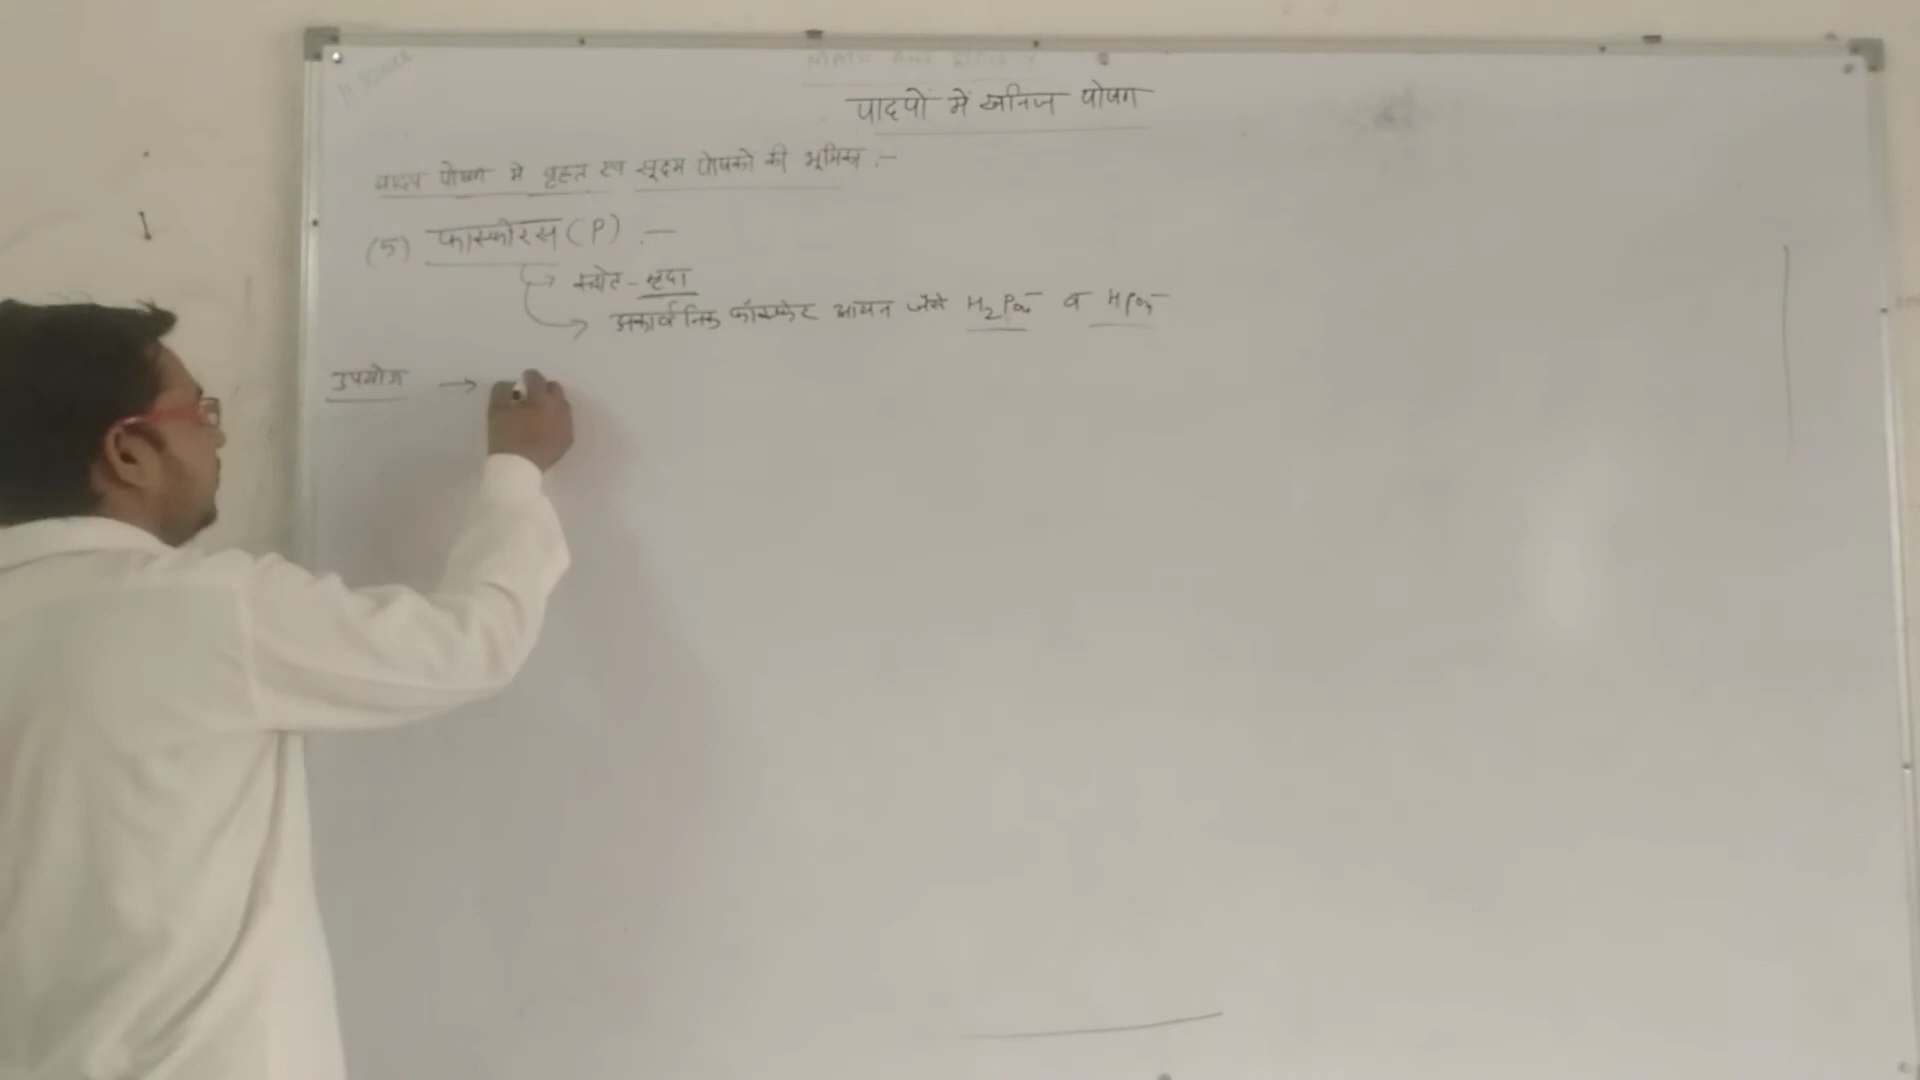 पादपों में खनिज पोषण
पादप पोषण में वृहत एवं सूक्ष्म पोषकों की भूमिका :-
(5) फास्फोरस (P) :-
स्त्रोत - मृदा
अकार्बनिक फॉस्फेट आयन जैसे H₂PO₄⁻ व HPO₄⁻
उपयोग →